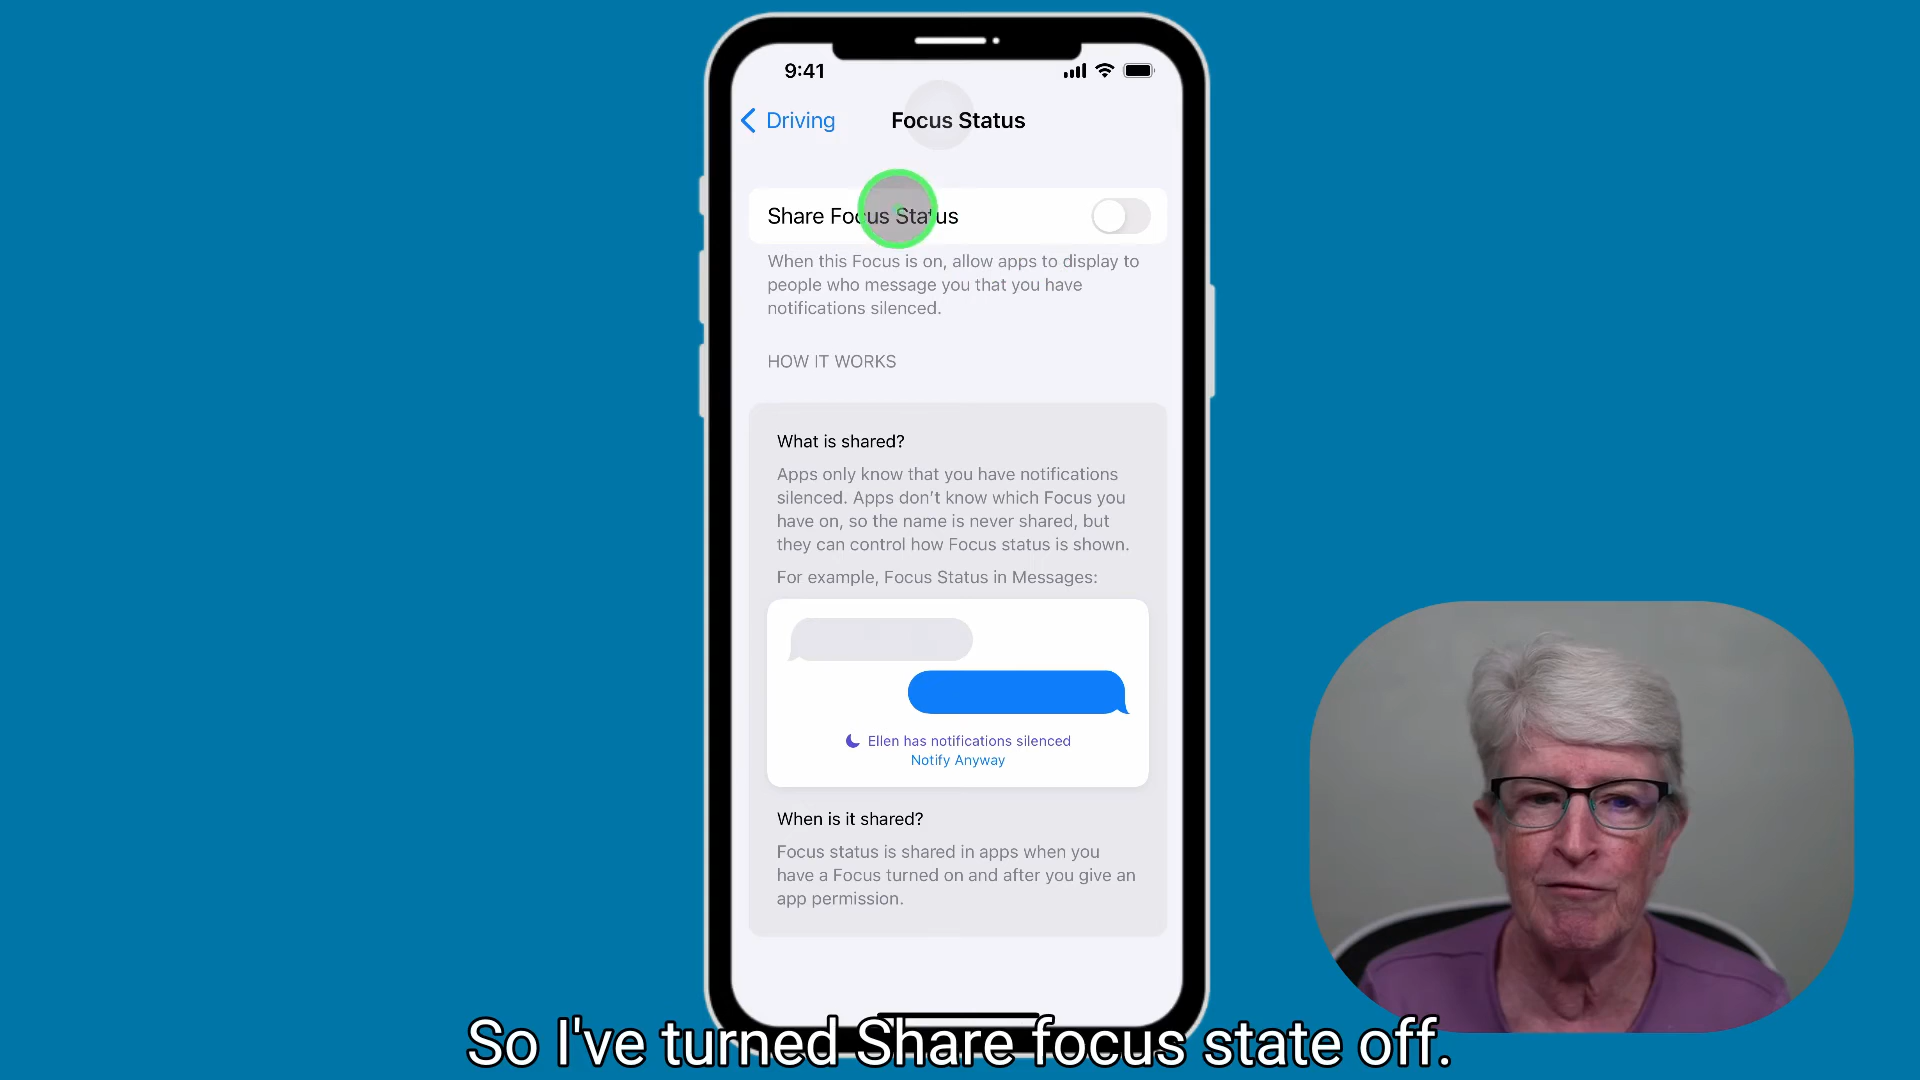 9:41
Driving
Focus Status
Share Focus Status
When this Focus is on, allow apps to display to
people who message you that you have
notifications silenced.
HOW IT WORKS
What is shared?
Apps only know that you have notifications
silenced. Apps don’t know which Focus you
have on, so the name is never shared, but
they can control how Focus status is shown.
For example, Focus Status in Messages:
Ellen has notifications silenced
Notify Anyway
When is it shared?
Focus status is shared in apps when you
have a Focus turned on and after you give an
app permission.
So I've turned Share focus state off.